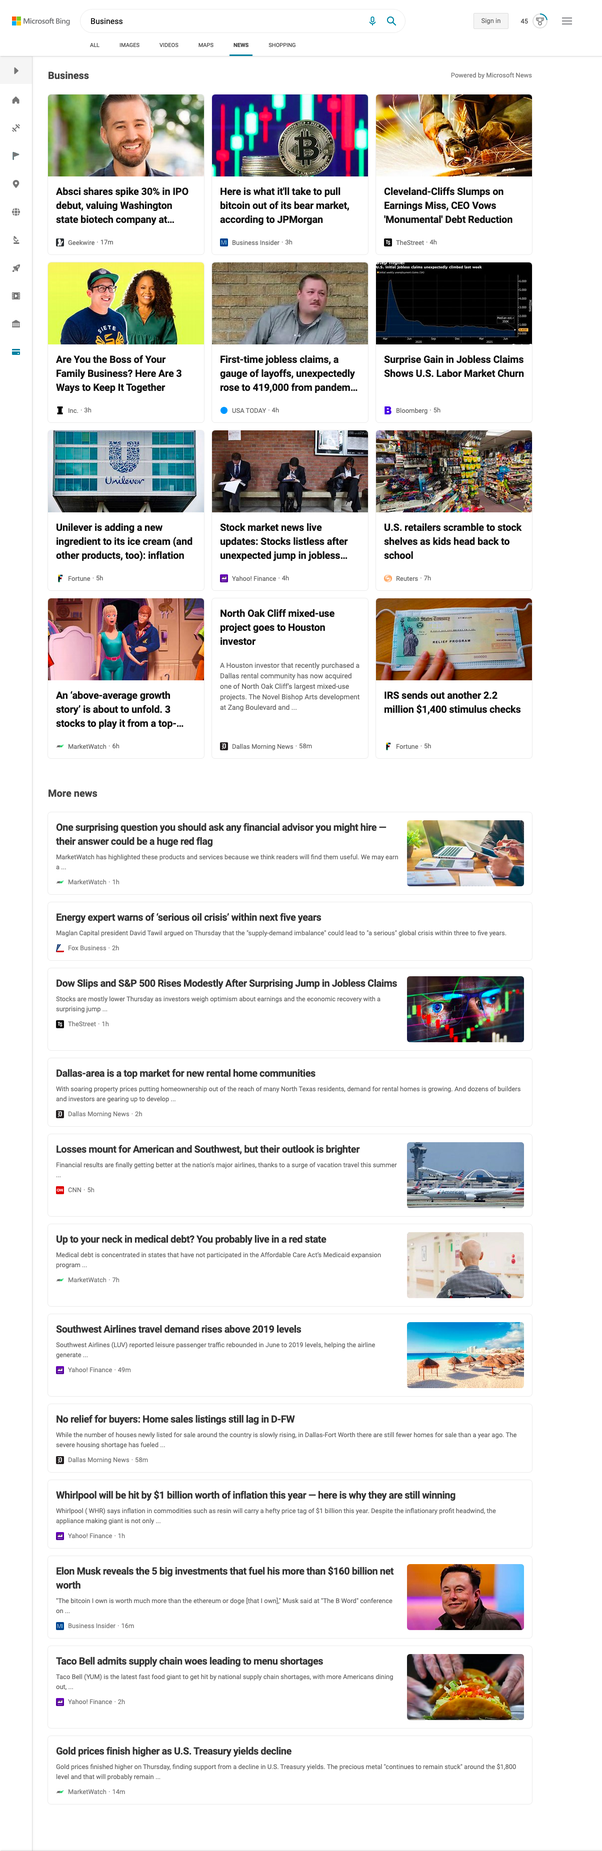 Microsoft Bing
Business
Sign in
45
ALL
IMAGES
VIDEOS
MAPS
NEWS
SHOPPING
Business
Powered by Microsoft News
Absci shares spike 30% in IPO
debut, valuing Washington
state biotech company at...
Geekwire · 17m
Here is what it'll take to pull
bitcoin out of its bear market,
according to JPMorgan
Business Insider · 3h
Cleveland-Cliffs Slumps on
Earnings Miss, CEO Vows
'Monumental' Debt Reduction
TheStreet · 4h
Are You the Boss of Your
Family Business? Here Are 3
Ways to Keep It Together
Inc. · 3h
First-time jobless claims, a
gauge of layoffs, unexpectedly
rose to 419,000 from pandem...
USA TODAY · 4h
U.S. initial jobless claims unexpectedly climbed last week
Surprise Gain in Jobless Claims
Shows U.S. Labor Market Churn
Bloomberg · 5h
Unilever
Unilever is adding a new
ingredient to its ice cream (and
other products, too): inflation
Fortune · 5h
Stock market news live
updates: Stocks listless after
unexpected jump in jobless...
Yahoo! Finance · 4h
U.S. retailers scramble to stock
shelves as kids head back to
school
Reuters · 7h
An 'above-average growth
story' is about to unfold. 3
stocks to play it from a top-...
MarketWatch · 6h
North Oak Cliff mixed-use
project goes to Houston
investor
A Houston investor that recently purchased a
Dallas rental community has now acquired
one of North Oak Cliff's largest mixed-use
projects. The Novel Bishop Arts development
at Zang Boulevard and ...
Dallas Morning News · 58m
RELIEF PROGRAM
IRS sends out another 2.2
million $1,400 stimulus checks
Fortune · 5h
More news
One surprising question you should ask any financial advisor you might hire —
their answer could be a huge red flag
MarketWatch has highlighted these products and services because we think readers will find them useful. We may earn
a ...
MarketWatch · 1h
Energy expert warns of 'serious oil crisis' within next five years
Maglan Capital president David Tawil argued on Thursday that the "supply-demand imbalance" could lead to "a serious" global crisis within three to five years.
Fox Business · 2h
Dow Slips and S&P 500 Rises Modestly After Surprising Jump in Jobless Claims
Stocks are mostly lower Thursday as investors weigh optimism about earnings and the economic recovery with a
surprising jump ...
TheStreet · 1h
Dallas-area is a top market for new rental home communities
With soaring property prices putting homeownership out of the reach of many North Texas residents, demand for rental homes is growing. And dozens of builders
and investors are gearing up to develop ...
Dallas Morning News · 2h
Losses mount for American and Southwest, but their outlook is brighter
Financial results are finally getting better at the nation's major airlines, thanks to a surge of vacation travel this summer
...
CNN · 5h
Up to your neck in medical debt? You probably live in a red state
Medical debt is concentrated in states that have not participated in the Affordable Care Act's Medicaid expansion
program ...
MarketWatch · 7h
Southwest Airlines travel demand rises above 2019 levels
Southwest Airlines (LUV) reported leisure passenger traffic rebounded in June to 2019 levels, helping the airline
generate ...
Yahoo! Finance · 49m
No relief for buyers: Home sales listings still lag in D-FW
While the number of houses newly listed for sale around the country is slowly rising, in Dallas-Fort Worth there are still fewer homes for sale than a year ago. The
severe housing shortage has fueled ...
Dallas Morning News · 58m
Whirlpool will be hit by $1 billion worth of inflation this year — here is why they are still winning
Whirlpool ( WHR) says inflation in commodities such as resin will carry a hefty price tag of $1 billion this year. Despite the inflationary profit headwind, the
appliance making giant is not only ...
Yahoo! Finance · 1h
Elon Musk reveals the 5 big investments that fuel his more than $160 billion net
worth
"The bitcoin I own is worth much more than the ethereum or doge [that I own]," Musk said at "The B Word" conference
on ...
Business Insider · 16m
Taco Bell admits supply chain woes leading to menu shortages
Taco Bell (YUM) is the latest fast food giant to get hit by national supply chain shortages, with more Americans dining
out, ...
Yahoo! Finance · 2h
Gold prices finish higher as U.S. Treasury yields decline
Gold prices finished higher on Thursday, finding support from a decline in U.S. Treasury yields. The precious metal "continues to remain stuck" around the $1,800
level and that will probably remain ...
MarketWatch · 14m